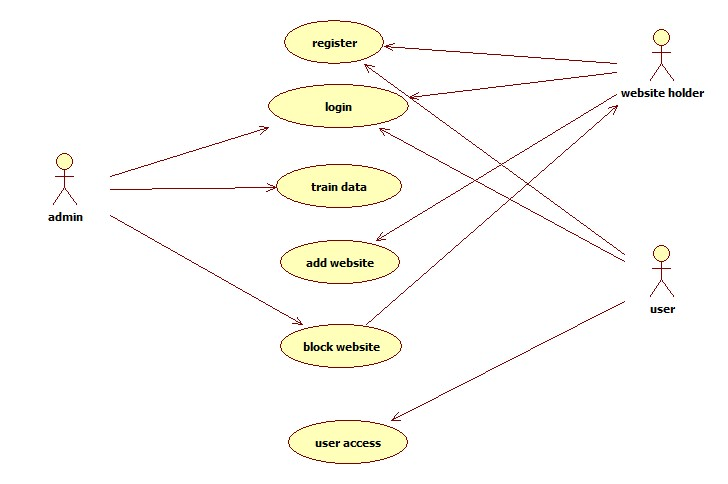 register
website holder
login
train data
admin
add website
user
block website
user access